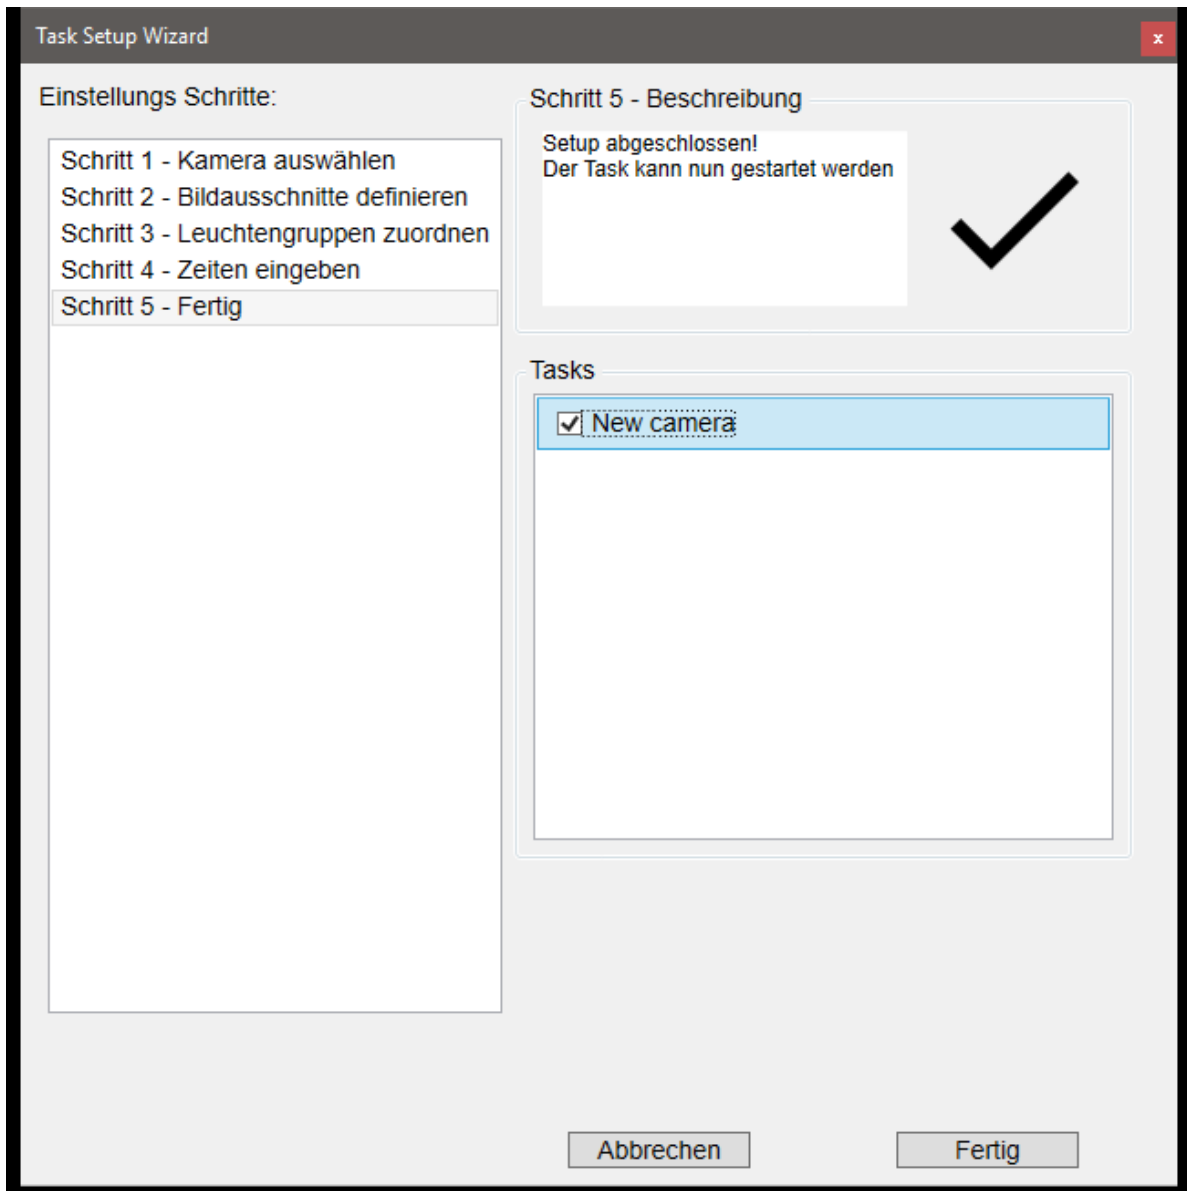 Task Setup Wizard
x
Einstellungs Schritte:
Schritt 1 - Kamera auswählen
Schritt 2 - Bildausschnitte definieren
Schritt 3 - Leuchtengruppen zuordnen
Schritt 4 - Zeiten eingeben
Schritt 5 - Fertig
Schritt 5 - Beschreibung
Setup abgeschlossen!
Der Task kann nun gestartet werden
Tasks
New camera
Abbrechen
Fertig